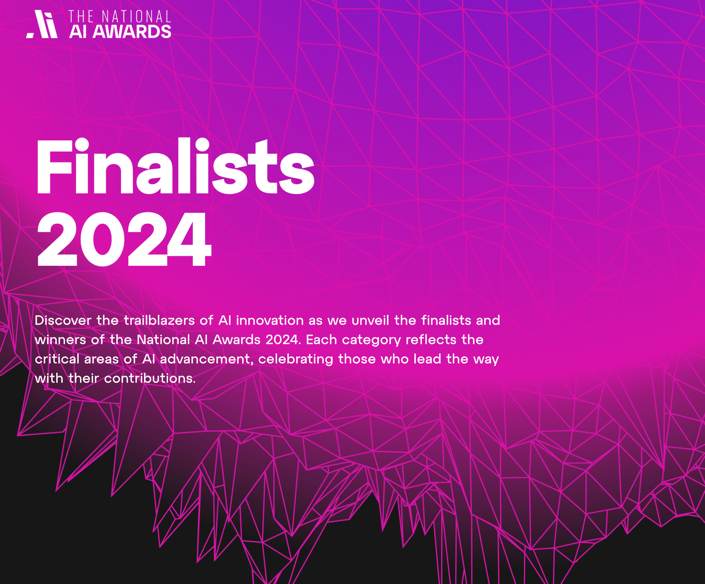 THE NATIONAL
AI AWARDS
Finalists
2024
Discover the trailblazers of AI innovation as we unveil the finalists and
winners of the National AI Awards 2024. Each category reflects the
critical areas of AI advancement, celebrating those who lead the way
with their contributions.